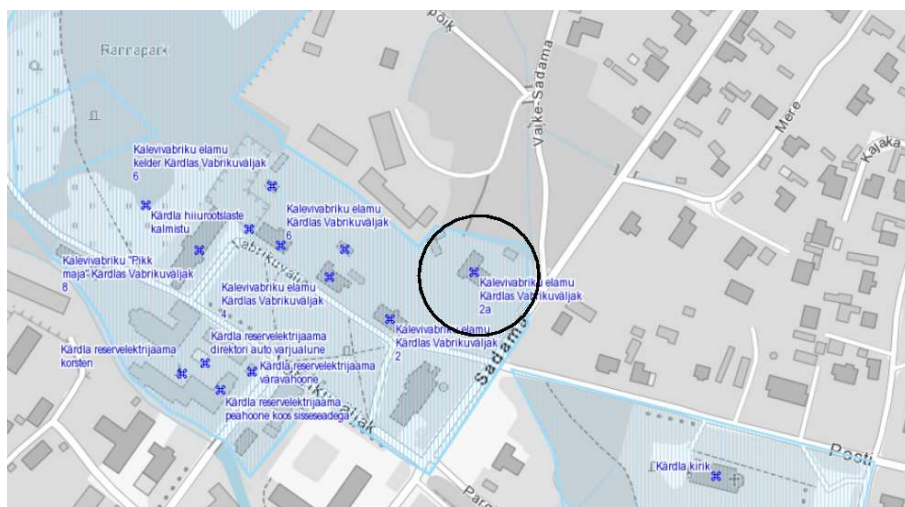 põik
Rannapark
Väike-Sadama
Mere
Kajaka
Kalevivabriku elamu
kelder Kärdlas Vabrikuväljak
6
Kärdla hiiurootslaste
kalmistu
Kalevivabriku elamu
Kärdlas Vabrikuväljak
6
Kalevivabriku "Pikk
maja" Kärdlas Vabrikuväljak
8
Kalevivabriku elamu
Kärdlas Vabrikuväljak
4
Kalevivabriku elamu
Kärdlas Vabrikuväljak
2a
Kalevivabriku elamu
Kärdlas Vabrikuväljak
2
Kärdla reservelektrijaama
korsten
Kärdla reservelektrijaama
direktori auto varjualune
Kärdla reservelektrijaama
väravahoone
Kärdla reservelektrijaama
peahoone koos sisseseadega
Sadama
Posti
Kärdla kirik